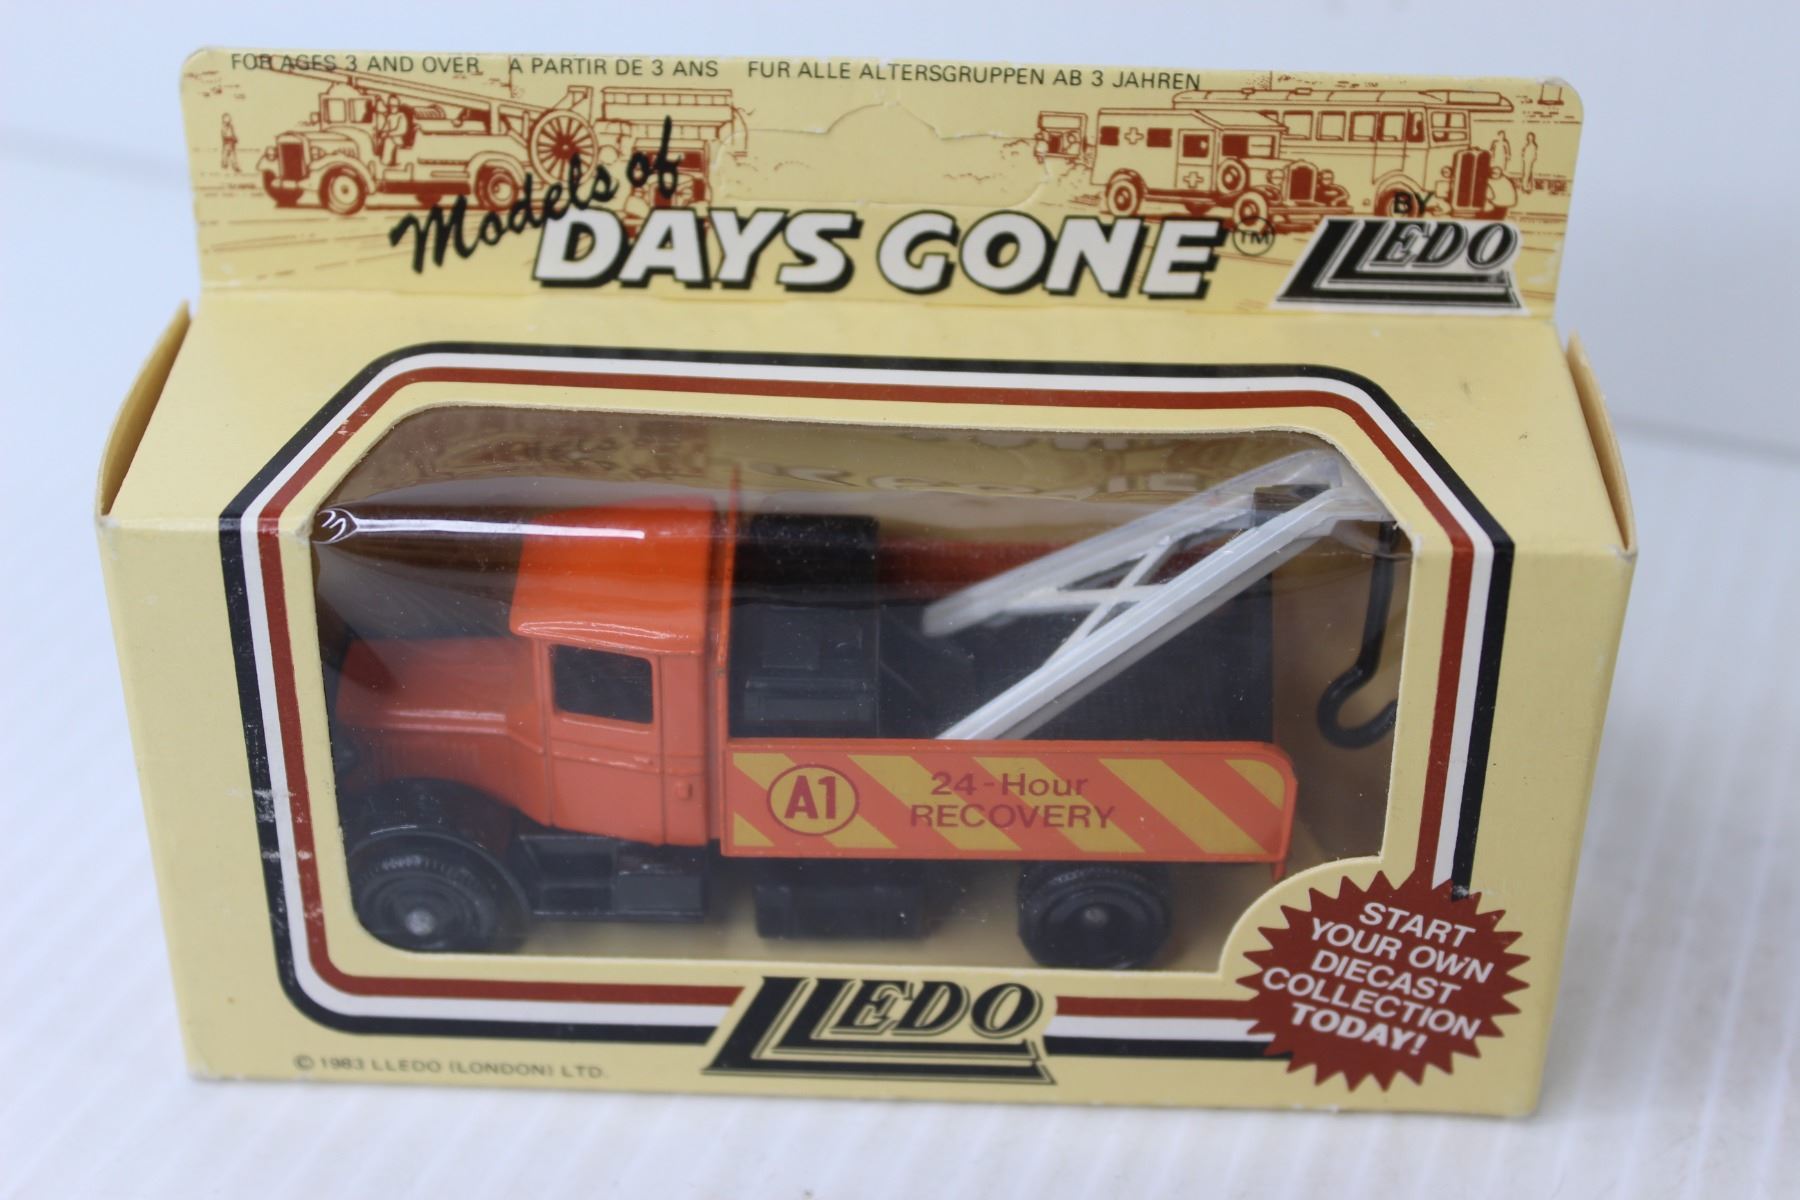 FOR AGES 3 AND OVER   A PARTIR DE 3 ANS   FUR ALLE ALTERSGRUPPEN AB 3 JAHREN
Models of
DAYS GONE™
BY
LLEDO
A1
24-Hour
RECOVERY
START
YOUR OWN
DIECAST
COLLECTION
TODAY!
LLEDO
© 1983 LLEDO (LONDON) LTD.